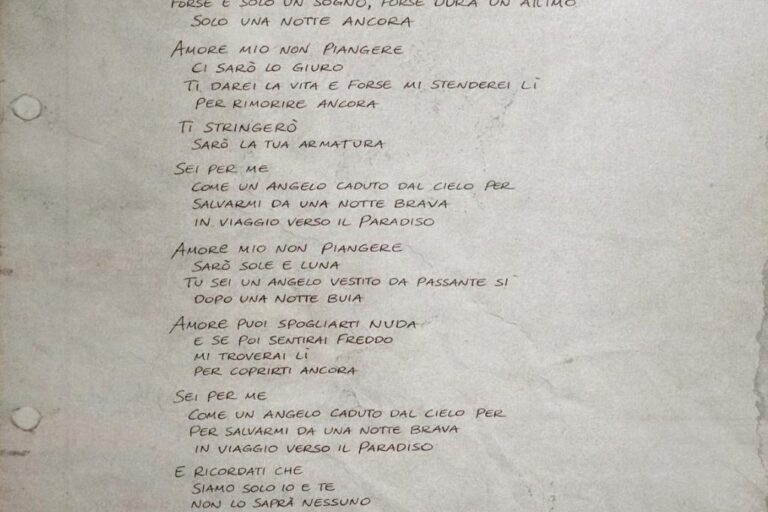 FORSE È SOLO UN SOGNO, FORSE DURA UN ATTIMO
SOLO UNA NOTTE ANCORA
AMORE MIO NON PIANGERE
CI SARÒ LO GIURO
TI DAREI LA VITA E FORSE MI STENDEREI LÌ
PER RIMORIRE ANCORA
TI STRINGERÒ
SARÒ LA TUA ARMATURA
SEI PER ME
COME UN ANGELO CADUTO DAL CIELO PER
SALVARMI DA UNA NOTTE BRAVA
IN VIAGGIO VERSO IL PARADISO
AMORE MIO NON PIANGERE
SARÒ SOLE E LUNA
TU SEI UN ANGELO VESTITO DA PASSANTE SÌ
DOPO UNA NOTTE BUIA
AMORE PUOI SPOGLIARTI NUDA
E SE POI SENTIRAI FREDDO
MI TROVERAI LÌ
PER COPRIRTI ANCORA
SEI PER ME
COME UN ANGELO CADUTO DAL CIELO PER
PER SALVARMI DA UNA NOTTE BRAVA
IN VIAGGIO VERSO IL PARADISO
E RICORDATI CHE
SIAMO SOLO IO E TE
NON LO SAPRÀ NESSUNO